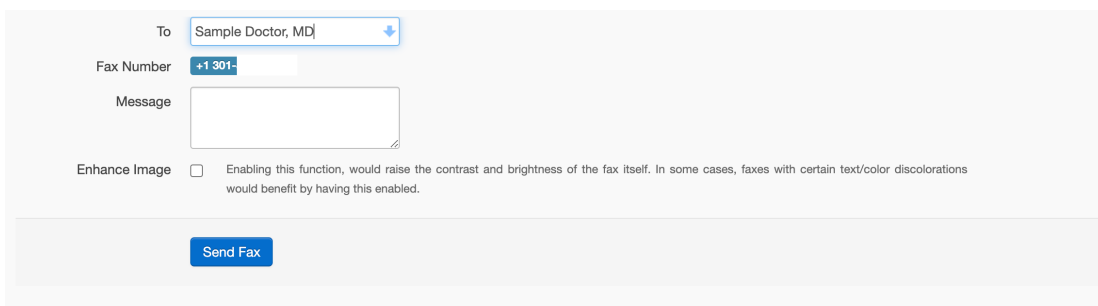 To Sample Doctor, MD
Fax Number +1 301-
Message
Enhance Image Enabling this function, would raise the contrast and brightness of the fax itself. In some cases, faxes with certain text/color discolorations
would benefit by having this enabled.
Send Fax